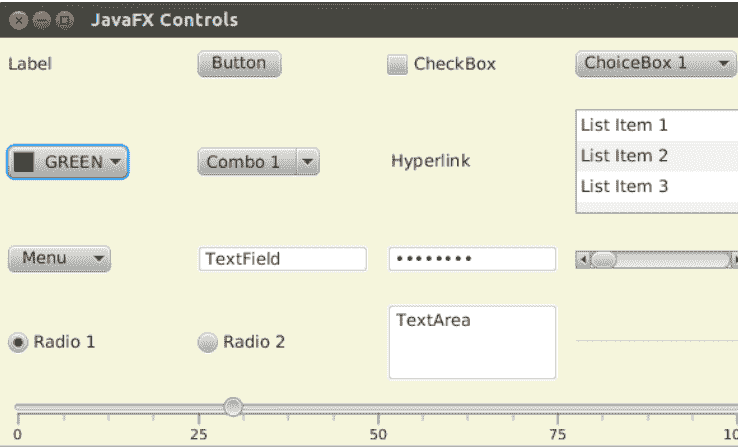 JavaFX Controls
Label Button CheckBox ChoiceBox 1
GREEN Combo 1 Hyperlink List Item 1
List Item 2
List Item 3
Menu TextField ••••••••
Radio 1 Radio 2 TextArea
0 25 50 75 10